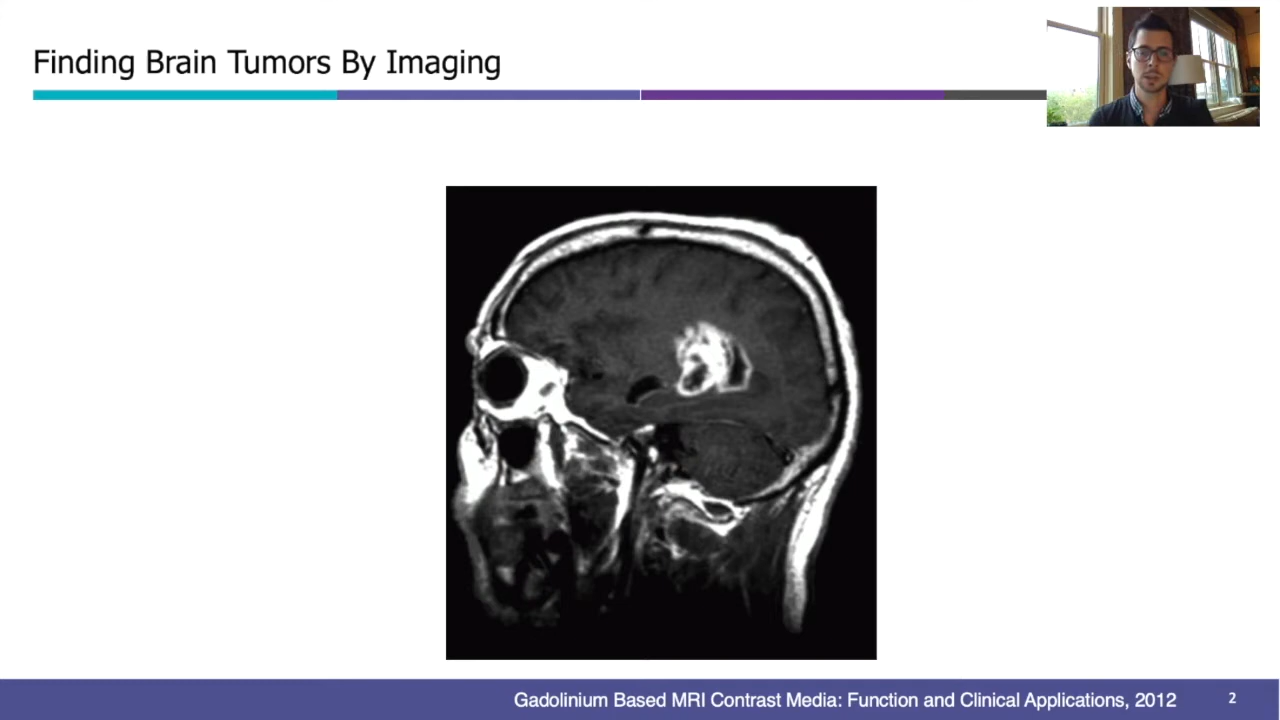 Finding Brain Tumors By Imaging
Gadolinium Based MRI Contrast Media: Function and Clinical Applications, 2012
2